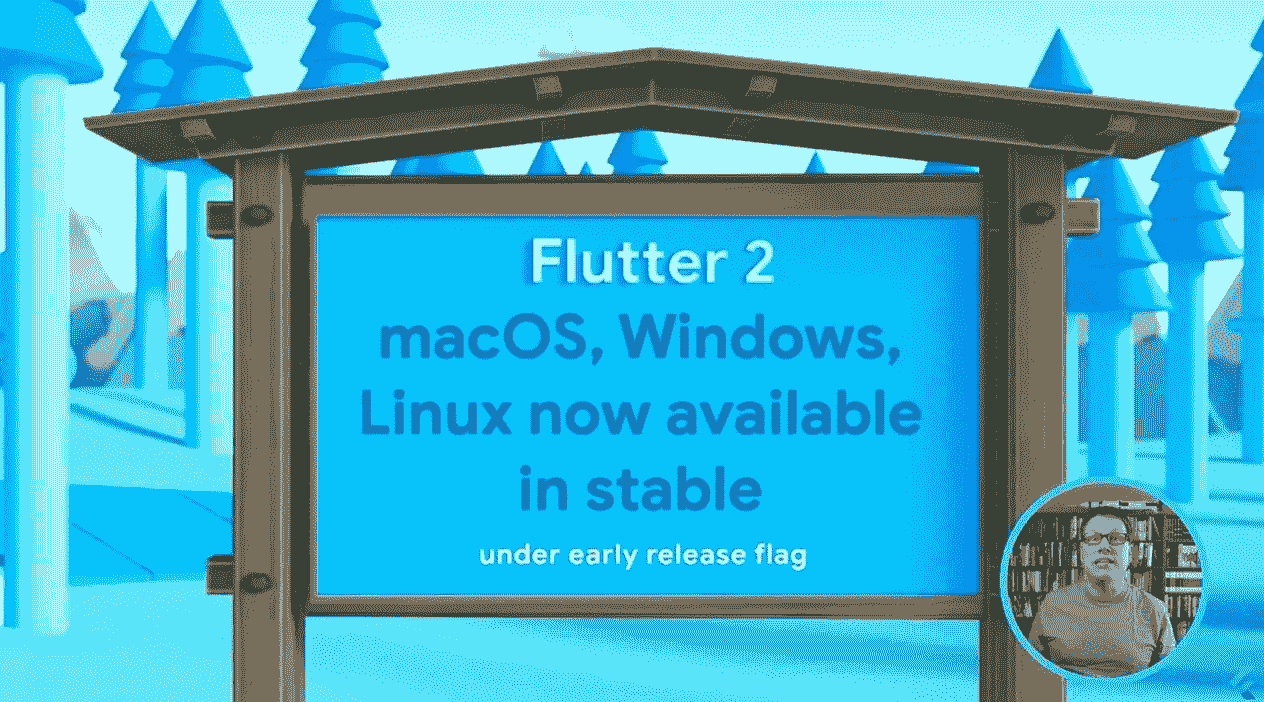 Flutter 2
macOS, Windows,
Linux now available
in stable
under early release flag